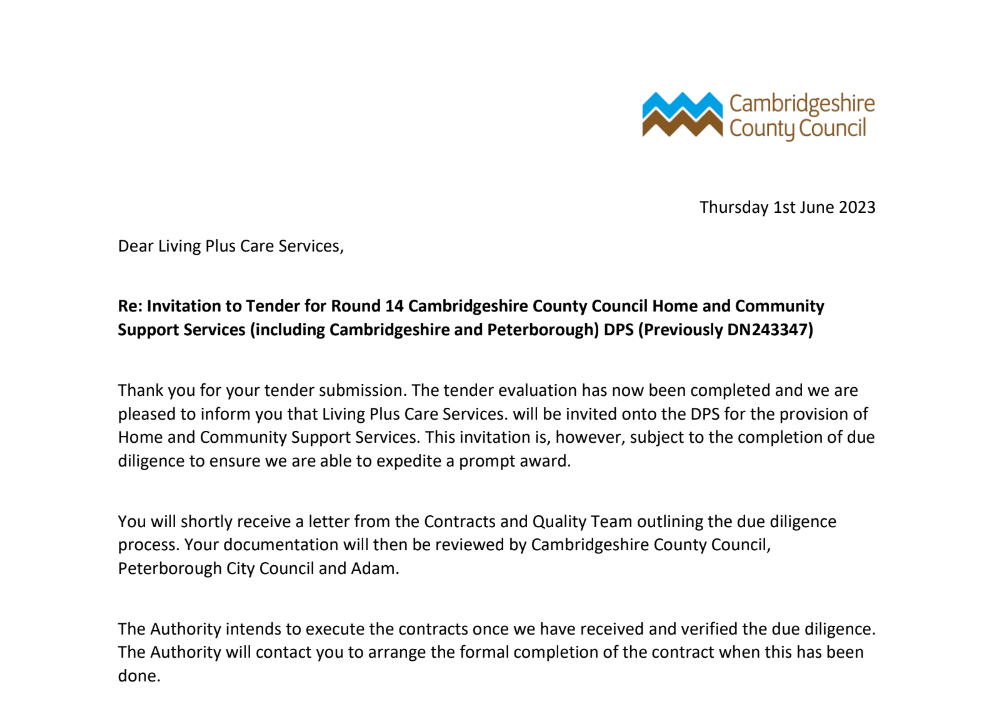 Cambridgeshire
County Council
Thursday 1st June 2023
Dear Living Plus Care Services,
Re: Invitation to Tender for Round 14 Cambridgeshire County Council Home and Community
Support Services (including Cambridgeshire and Peterborough) DPS (Previously DN243347)
Thank you for your tender submission. The tender evaluation has now been completed and we are
pleased to inform you that Living Plus Care Services. will be invited onto the DPS for the provision of
Home and Community Support Services. This invitation is, however, subject to the completion of due
diligence to ensure we are able to expedite a prompt award.
You will shortly receive a letter from the Contracts and Quality Team outlining the due diligence
process. Your documentation will then be reviewed by Cambridgeshire County Council,
Peterborough City Council and Adam.
The Authority intends to execute the contracts once we have received and verified the due diligence.
The Authority will contact you to arrange the formal completion of the contract when this has been
done.